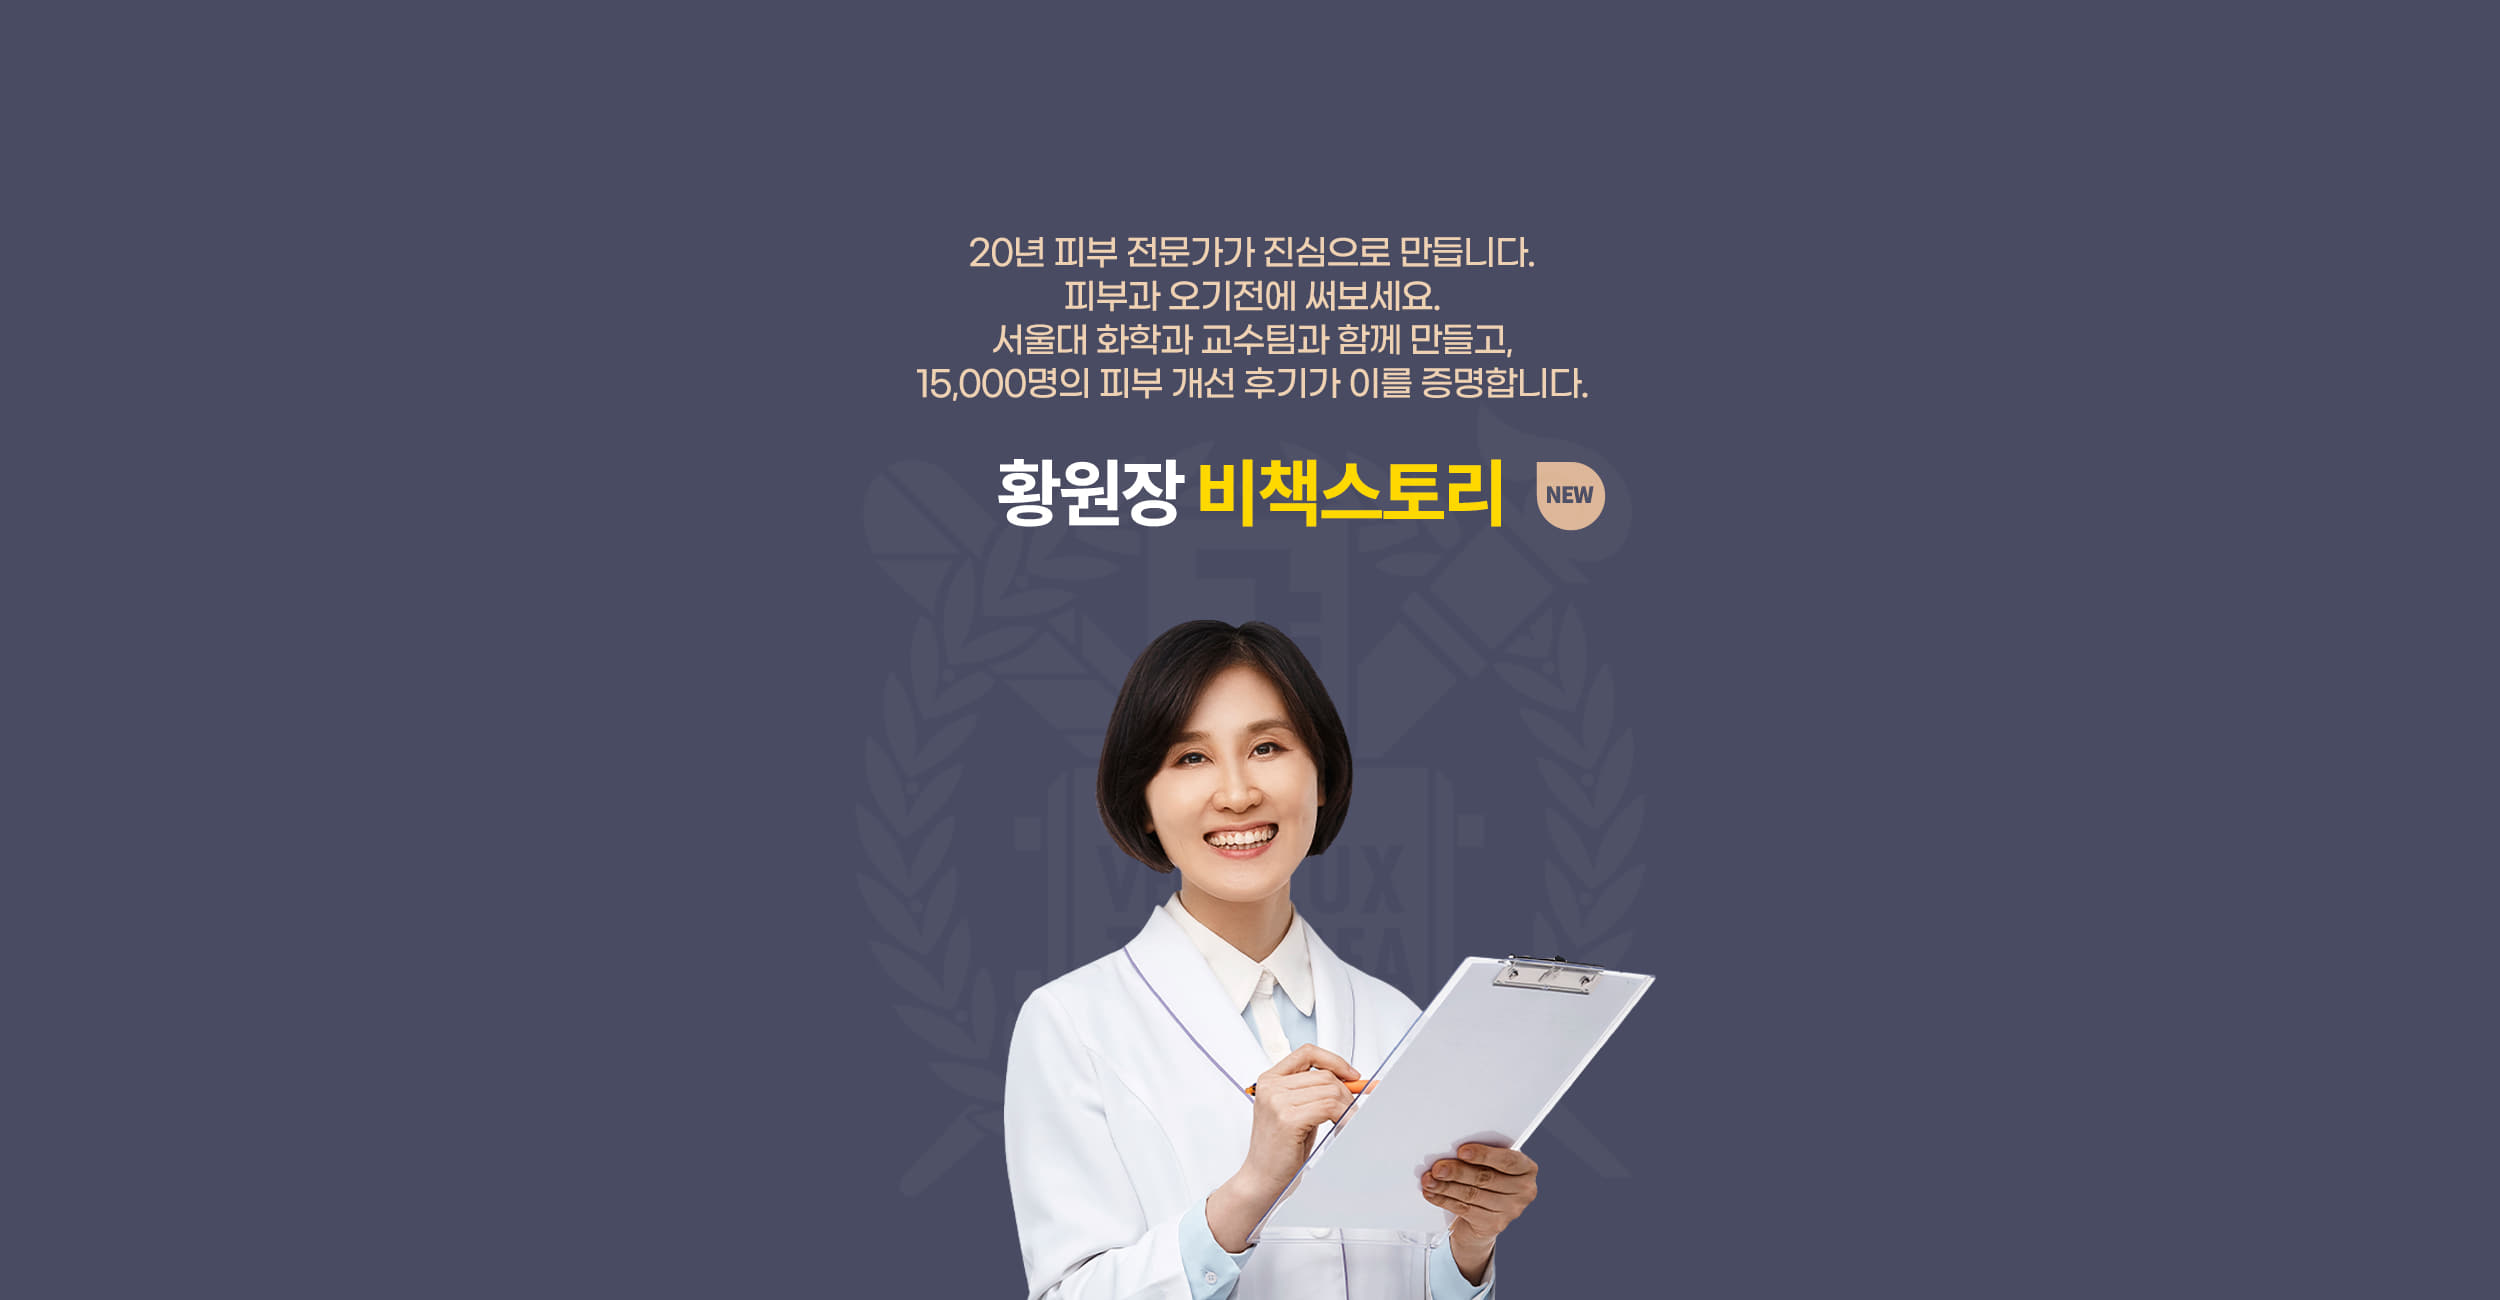 20년 피부 전문가가 진심으로 만듭니다.
피부과 오기전에 써보세요.
서울대 화학과 교수팀과 함께 만들고,
15,000명의 피부 개선 후기가 이를 증명합니다.
황원장 비책스토리 NEW